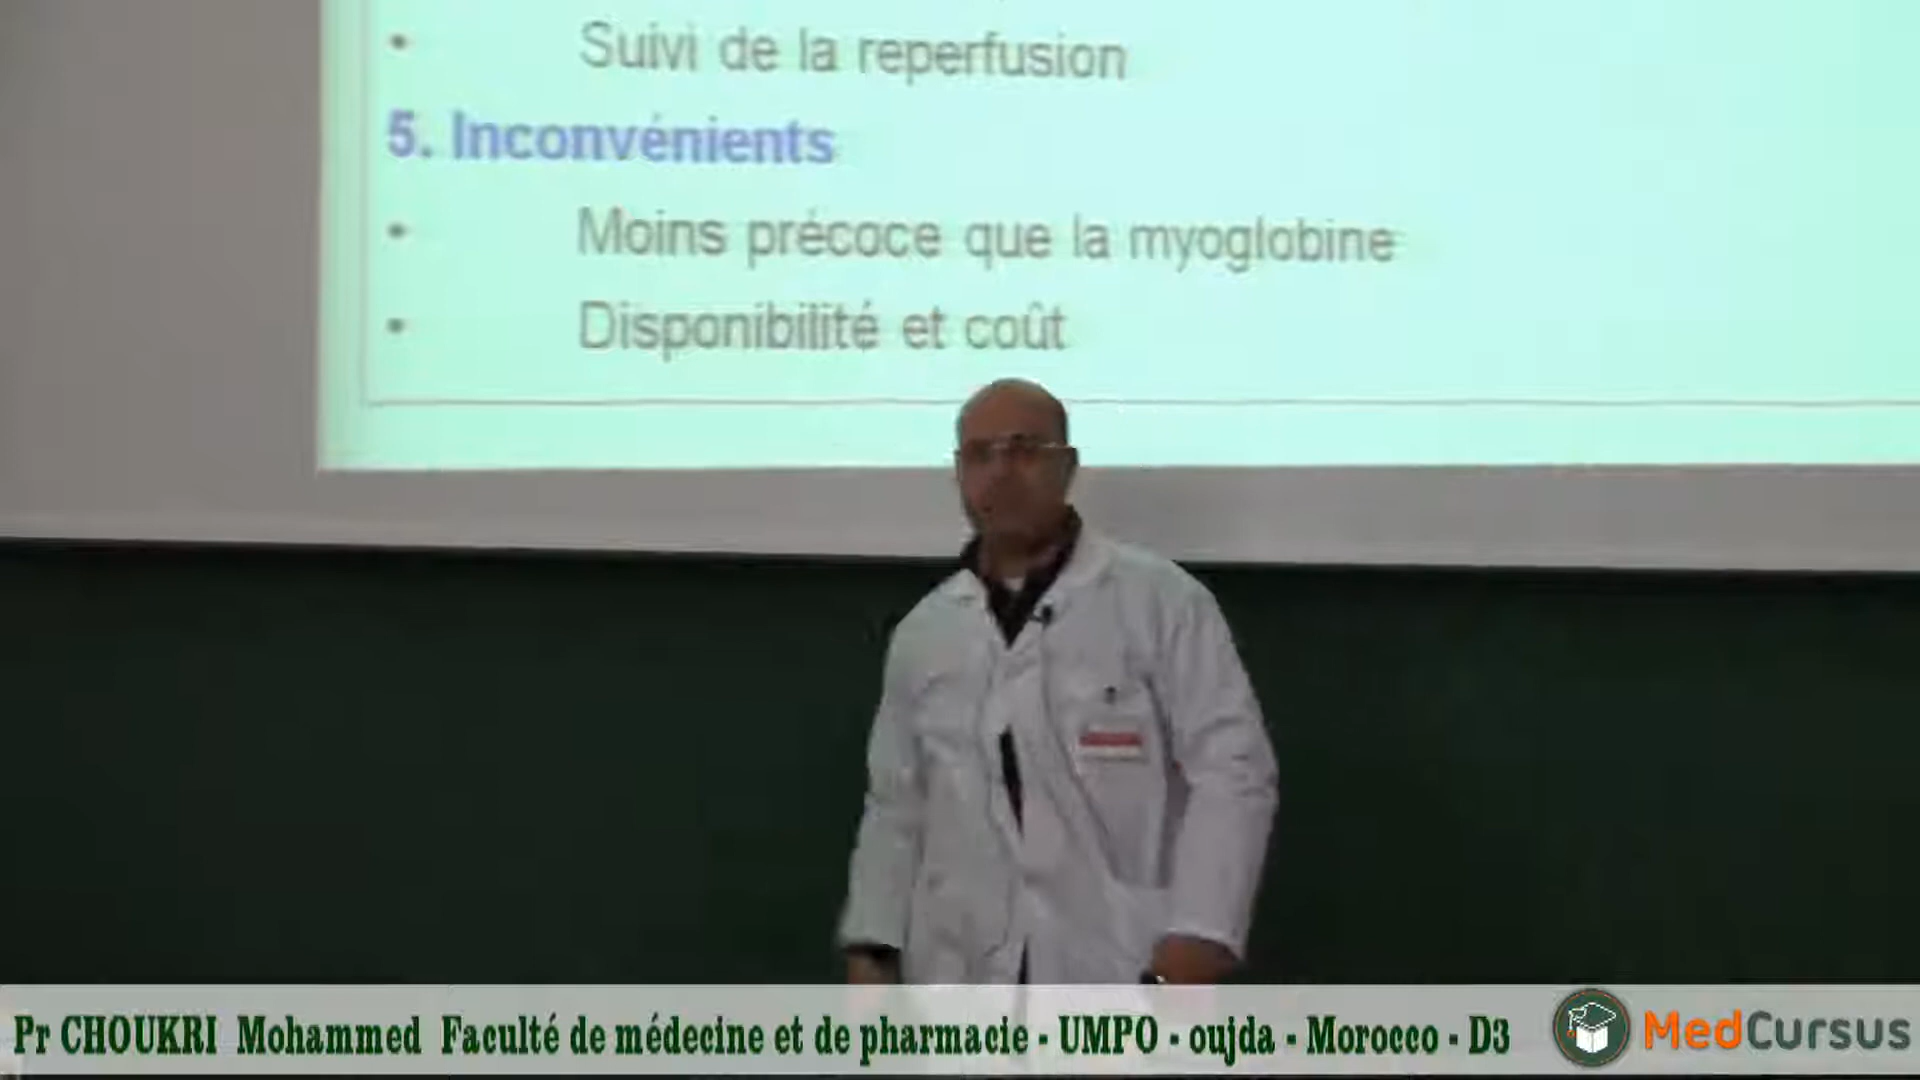 • Suivi de la reperfusion
5. Inconvénients
• Moins précoce que la myoglobine
• Disponibilité et coût
Pr CHOUKRI Mohammed Faculté de médecine et de pharmacie - UMPO - oujda - Morocco - D3
MedCursus